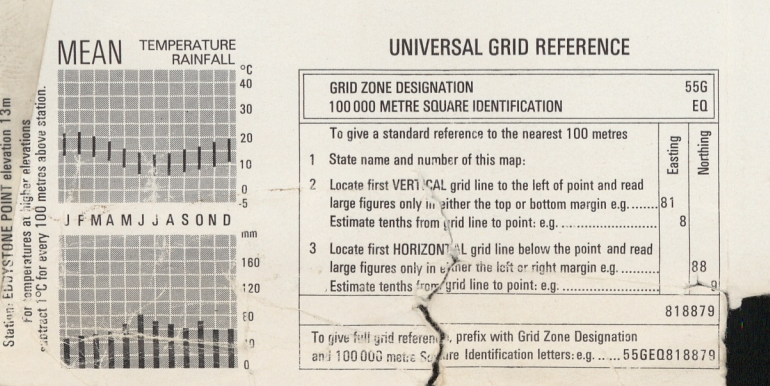 Station: EDDYSTONE POINT elevation 13m
For temperatures at higher elevations
subtract 1°C for every 100 metres above station.
MEAN TEMPERATURE
RAINFALL
°C
40
30
20
10
0
-5
J F M A M J J A S O N D
mm
160
120
80
40
0
UNIVERSAL GRID REFERENCE
GRID ZONE DESIGNATION 55G
100 000 METRE SQUARE IDENTIFICATION EQ
To give a standard reference to the nearest 100 metres
Easting
Northing
1 State name and number of this map:
2 Locate first VERTICAL grid line to the left of point and read
large figures only in either the top or bottom margin e.g. ....... 81
Estimate tenths from grid line to point: e.g. ........................ 8
3 Locate first HORIZONTAL grid line below the point and read
large figures only in either the left or right margin e.g. .......... 88
Estimate tenths from grid line to point: e.g. ........................ 9
818879
To give full grid reference, prefix with Grid Zone Designation
and 100 000 metre Square Identification letters: e.g. ...... 55GEQ818879